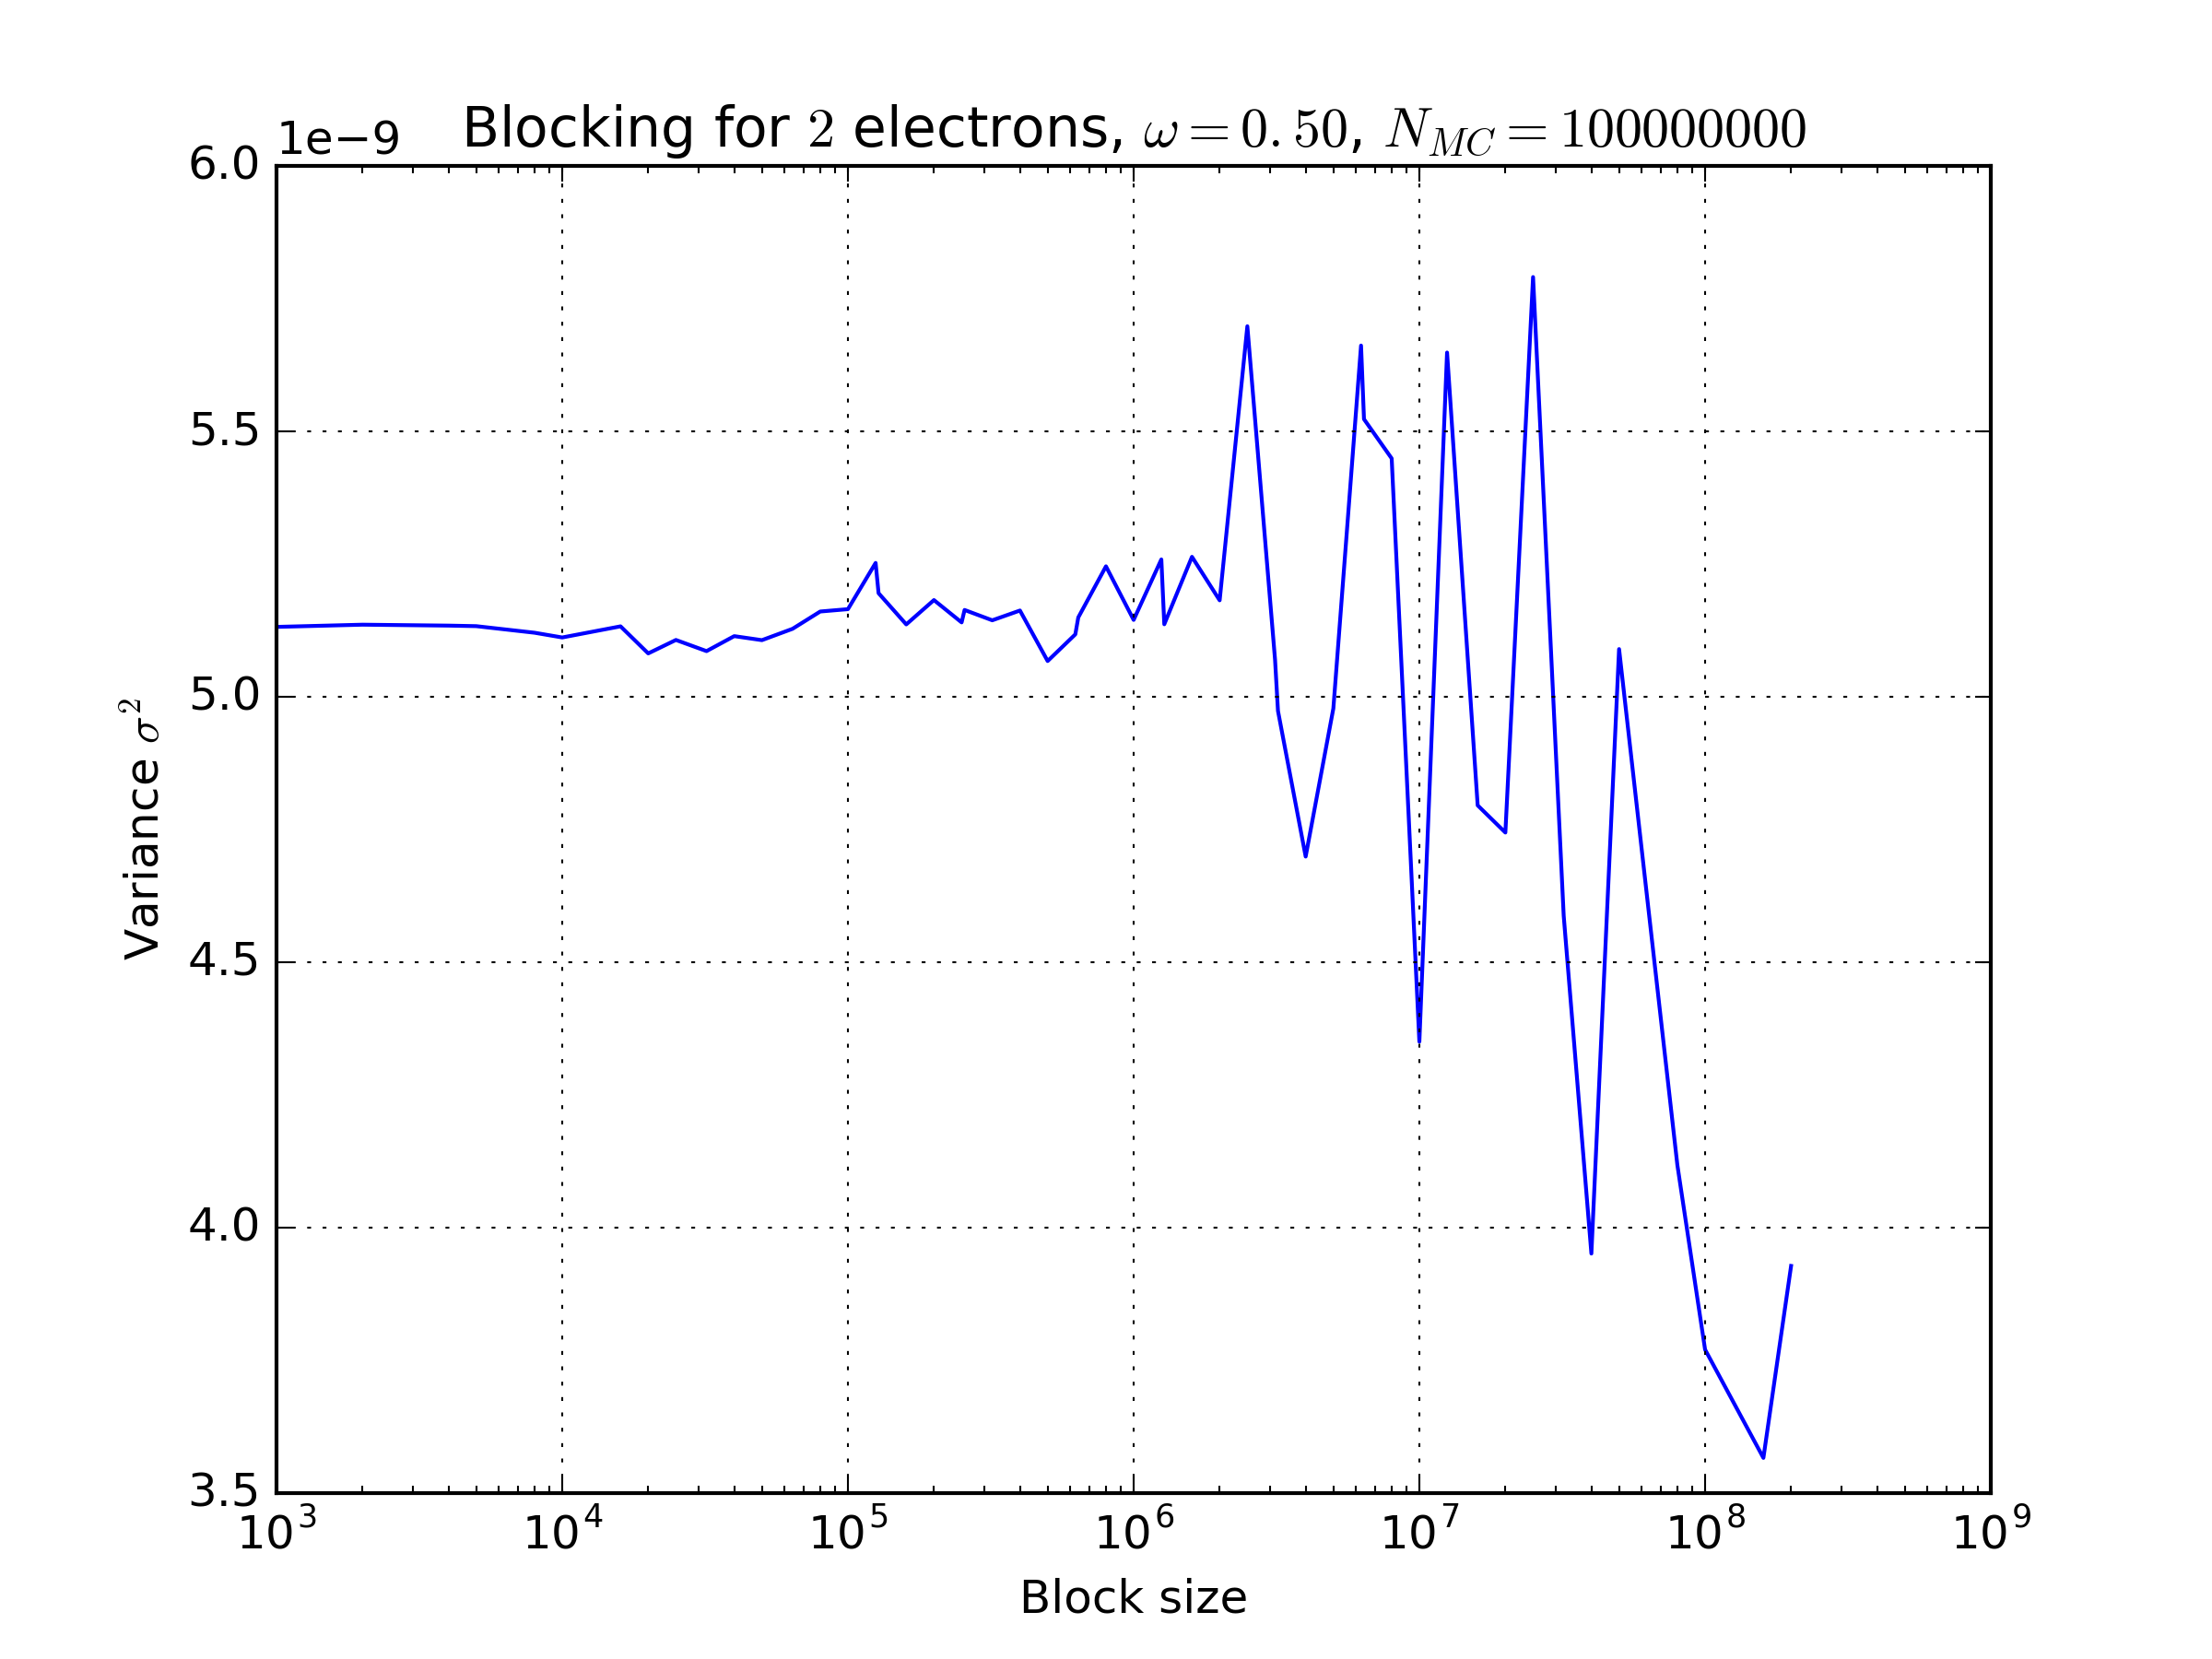 Blocking for 2 electrons, ω = 0.50, N_MC = 100000000
1e−9
6.0
5.5
5.0
4.5
4.0
3.5
Variance σ²
10³ 10⁴ 10⁵ 10⁶ 10⁷ 10⁸ 10⁹
Block size